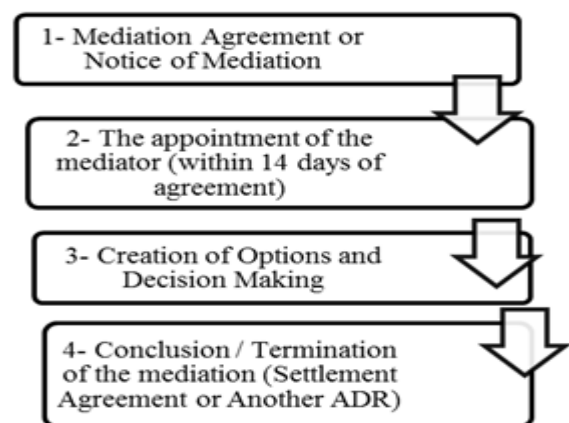 1- Mediation Agreement or
Notice of Mediation
2- The appointment of the
mediator (within 14 days of
agreement)
3- Creation of Options and
Decision Making
4- Conclusion / Termination
of the mediation (Settlement
Agreement or Another ADR)